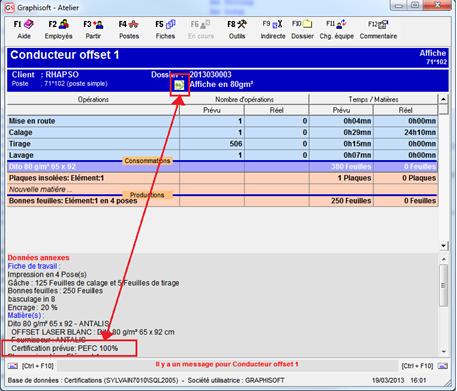 Graphisoft - Atelier
F1 F2 F3 F4 F5 F6 F8 F9 F10 F11 F12
Aide Employés Partir Postes Fiches En cours Outils Indirecte Dossier Chg. équipe Commentaire
Conducteur offset 1
Affiche
71*102
Client : RHAPSO Dossier : 2013030003
Poste : 71*102 (poste simple) Affiche en 80gm²
Opérations Nombre d'opérations Temps / Matières
Prévu Réel Prévu Réel
Mise en route 1 0 0h04mn 0h00mn
Calage 1 0 0h29mn 24h10mn
Tirage 506 0h15mn 0h00mn
Lavage 1 0 0h07mn 0h00mn
Consommations
Dito 80 g/m² 65 x 92 380 Feuilles 0 Feuilles
Plaques insolées: Elément:1 1 Plaques 0 Plaques
Nouvelle matière ...
Productions
Bonnes feuilles: Elément:1 en 4 poses 250 Feuilles 0 Feuilles
Données annexes
Fiche de travail :
Impression en 4 Pose(s)
Gâche : 125 Feuilles de calage et 5 Feuilles de tirage
Bonnes feuilles : 250 Feuilles
basculage in 8
Encrage : 20 %
Matière(s) :
Dito 80 g/m² 65 x 92 - ANTALIS
OFFSET LASER BLANC : Dito 80 g/m² 65 x 92 cm
Fournisseur : ANTALIS
Certification prévue: PEFC 100%
[Ctrl + F10] Il y a un message pour Conducteur offset 1 [Ctrl + F10]
Base de données : Certifications (SYLVAIN7010\SQL2005) - Société utilisatrice : GRAPHISOFT 19/03/2013 16:01